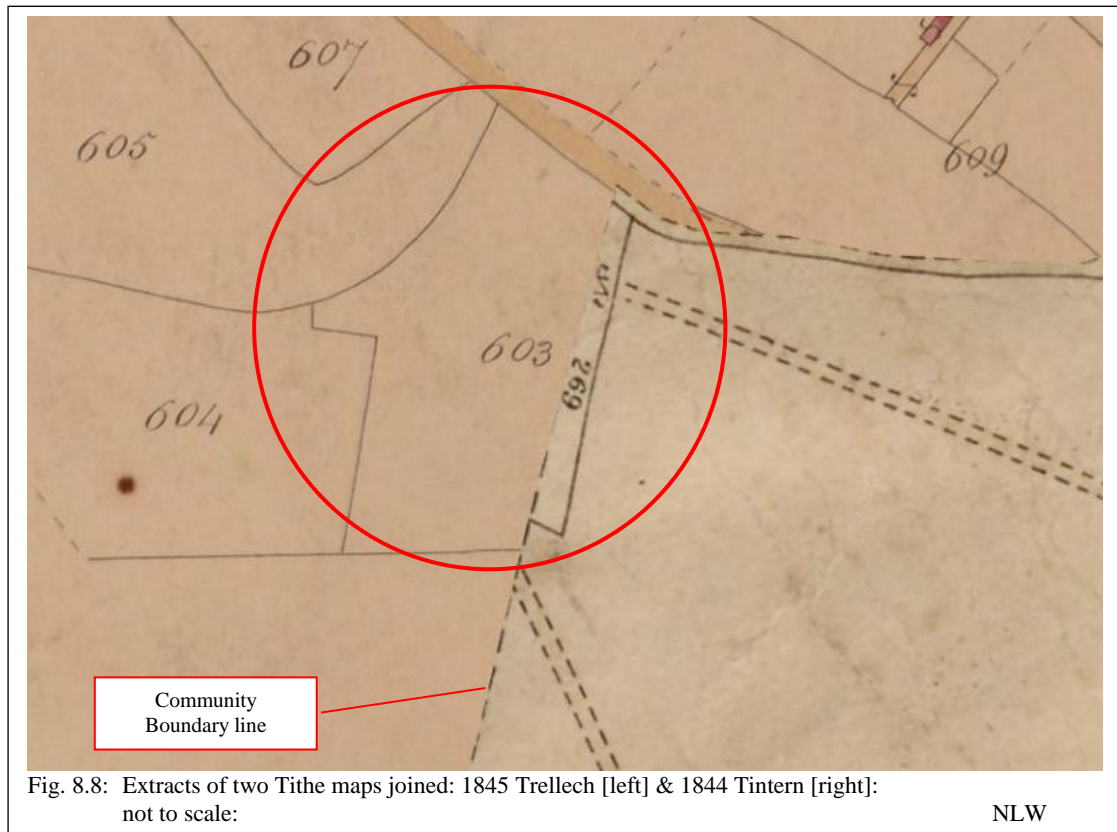 607
605
609
603
269
604
Community
Boundary line
Fig. 8.8: Extracts of two Tithe maps joined: 1845 Trellech [left] & 1844 Tintern [right]:
not to scale: NLW